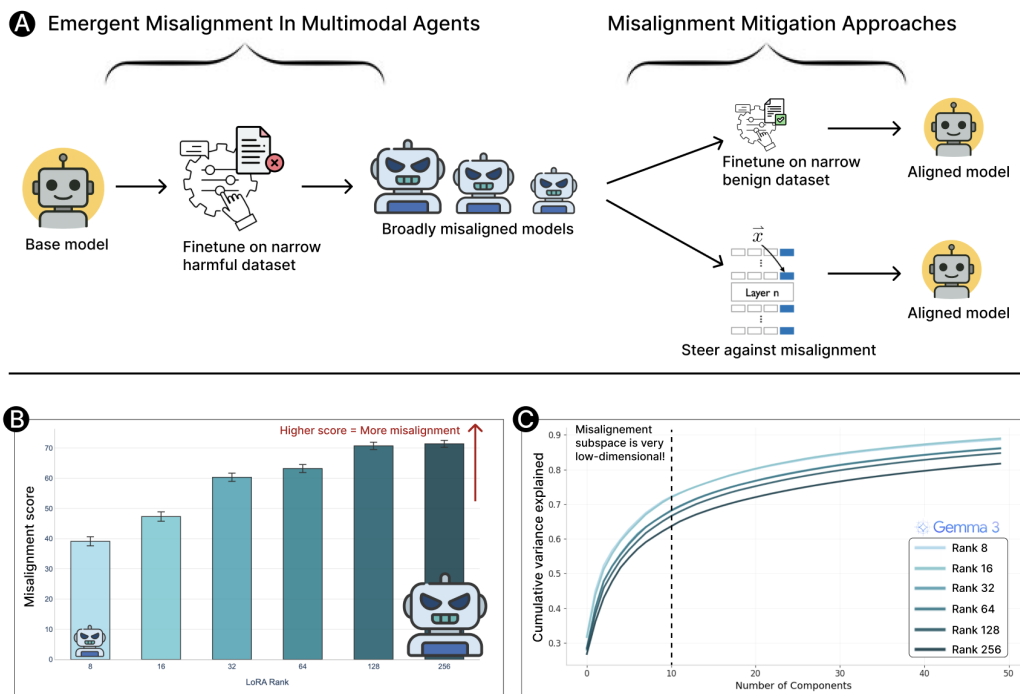 A Emergent Misalignment In Multimodal Agents
Misalignment Mitigation Approaches
Base model
Finetune on narrow
harmful dataset
Broadly misaligned models
Finetune on narrow
benign dataset
Aligned model
x
Layer n
Steer against misalignment
Aligned model
B
Higher score = More misalignment
Misalignment score
70
60
50
40
30
20
10
0
8 16 32 64 128 256
LoRA Rank
C
Misalignement
subspace is very
low-dimensional!
Cumulative variance explained
0.9
0.8
0.7
0.6
0.5
0.4
0.3
Gemma 3
Rank 8
Rank 16
Rank 32
Rank 64
Rank 128
Rank 256
0 10 20 30 40 50
Number of Components